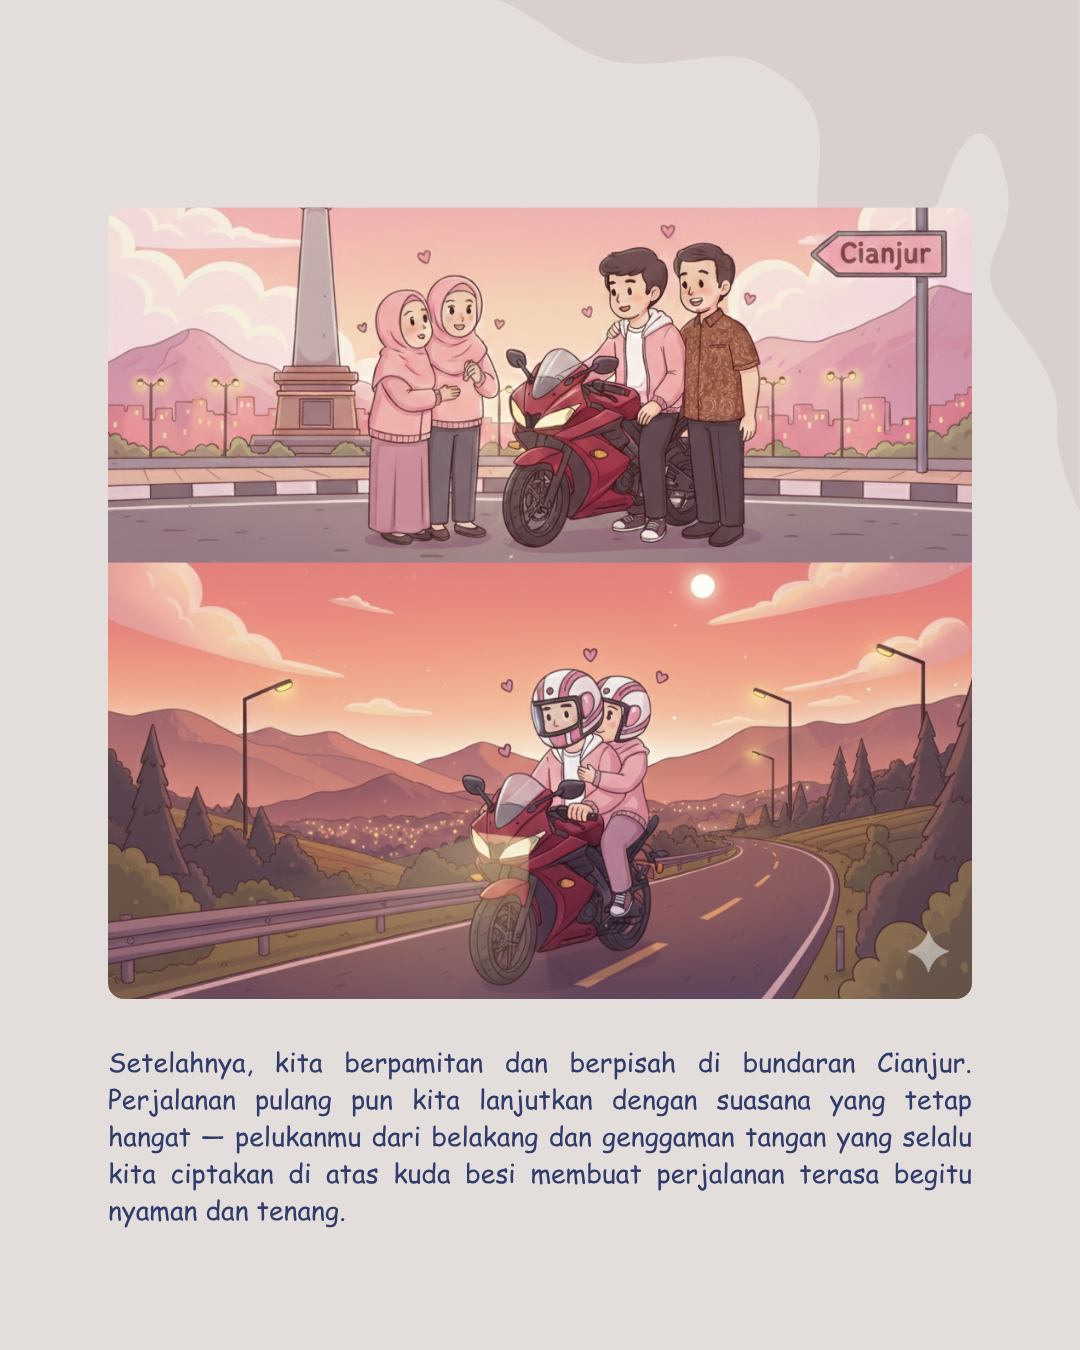 Cianjur
Setelahnya, kita berpamitan dan berpisah di bundaran Cianjur.
Perjalanan pulang pun kita lanjutkan dengan suasana yang tetap
hangat — pelukanmu dari belakang dan genggaman tangan yang selalu
kita ciptakan di atas kuda besi membuat perjalanan terasa begitu
nyaman dan tenang.